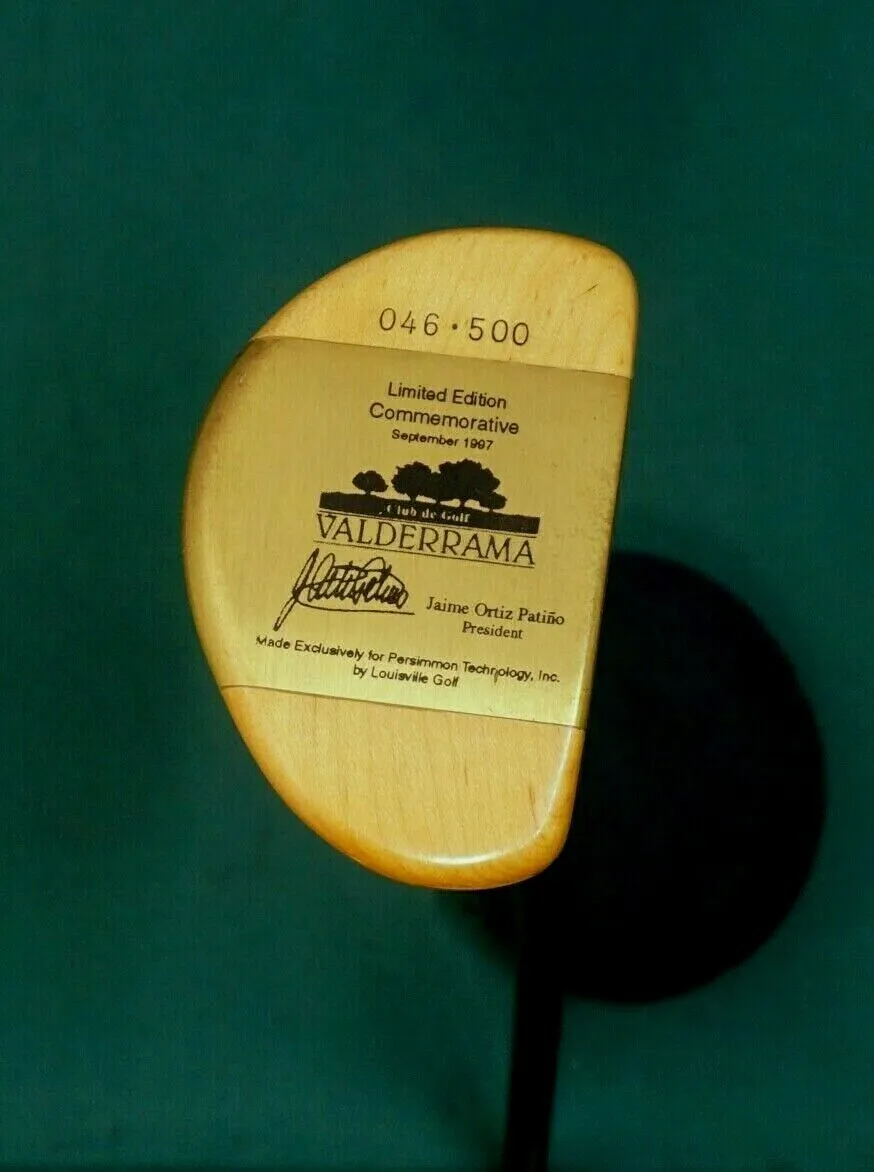 046 · 500
Limited Edition
Commemorative
September 1997
Club de Golf
VALDERRAMA
Jaime Ortiz Patiño
President
Made Exclusively for Persimmon Technology, Inc.
by Louisville Golf